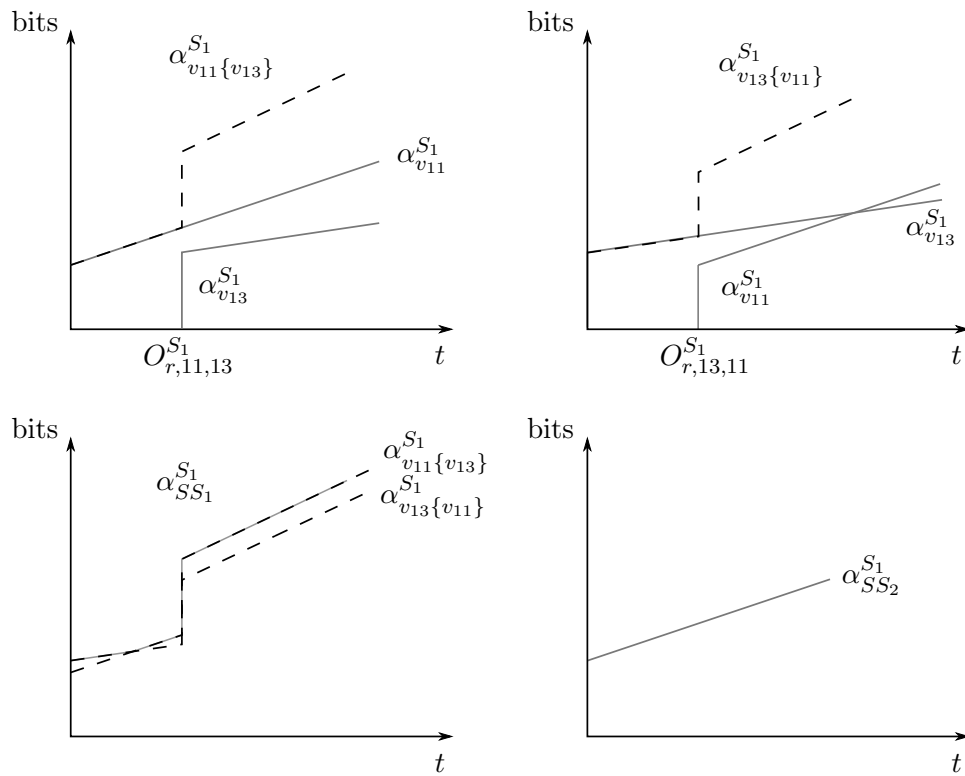 bits
α^{S_1}_{v_{11}\{v_{13}\}}
α^{S_1}_{v_{11}}
α^{S_1}_{v_{13}}
O^{S_1}_{r,11,13}
t
bits
α^{S_1}_{v_{13}\{v_{11}\}}
α^{S_1}_{v_{13}}
α^{S_1}_{v_{11}}
O^{S_1}_{r,13,11}
t
bits
α^{S_1}_{SS_1}
α^{S_1}_{v_{11}\{v_{13}\}}
α^{S_1}_{v_{13}\{v_{11}\}}
t
bits
α^{S_1}_{SS_2}
t